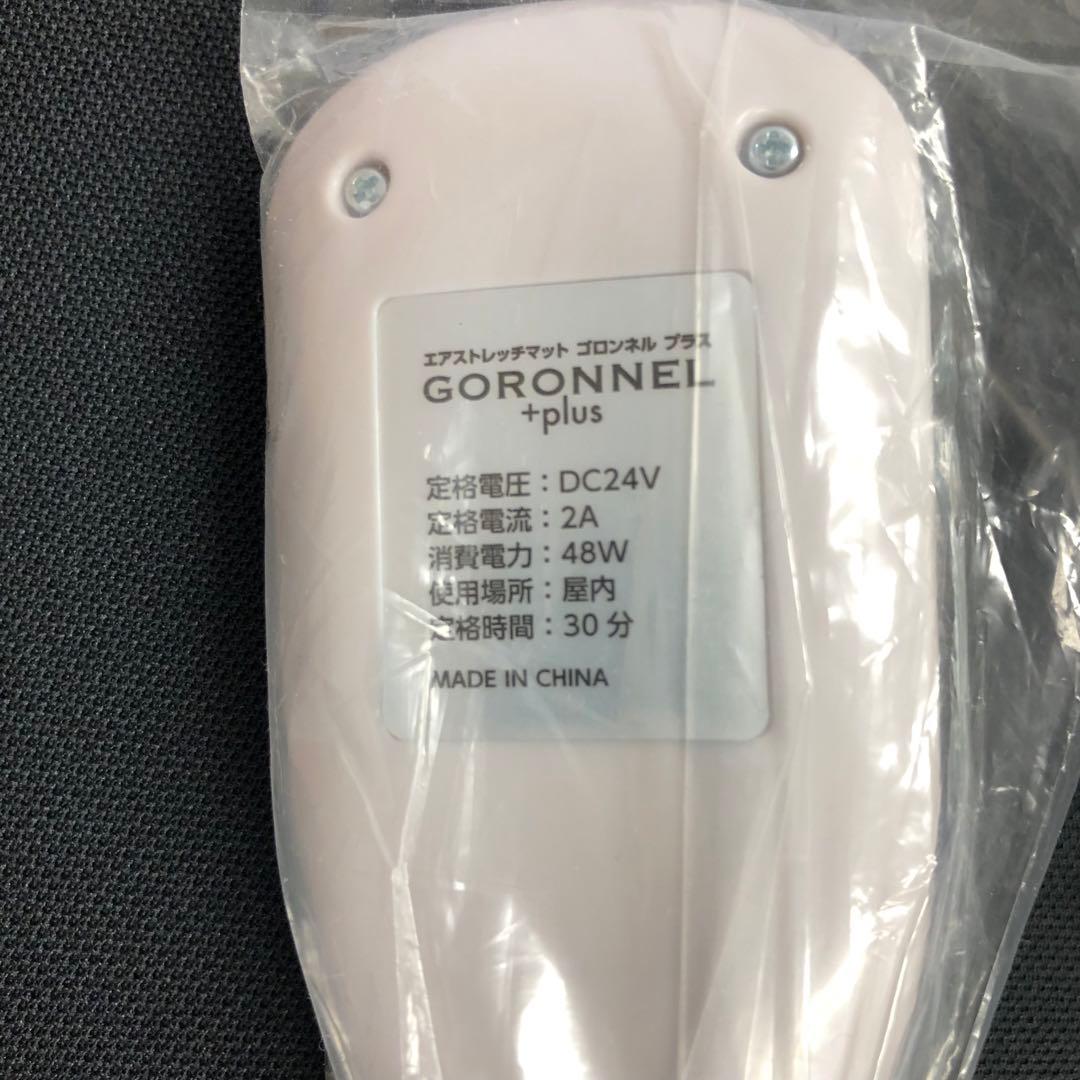 エアストレッチマット ゴロンネル プラス
GORONNEL
+plus
定格電圧：DC24V
定格電流：2A
消費電力：48W
使用場所：屋内
定格時間：30 分
MADE IN CHINA